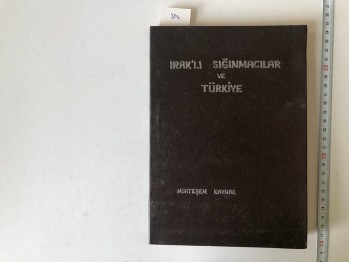 IRAK'LI SIĞINMACILAR
VE
TÜRKİYE
MUHTEŞEM KAYNAK